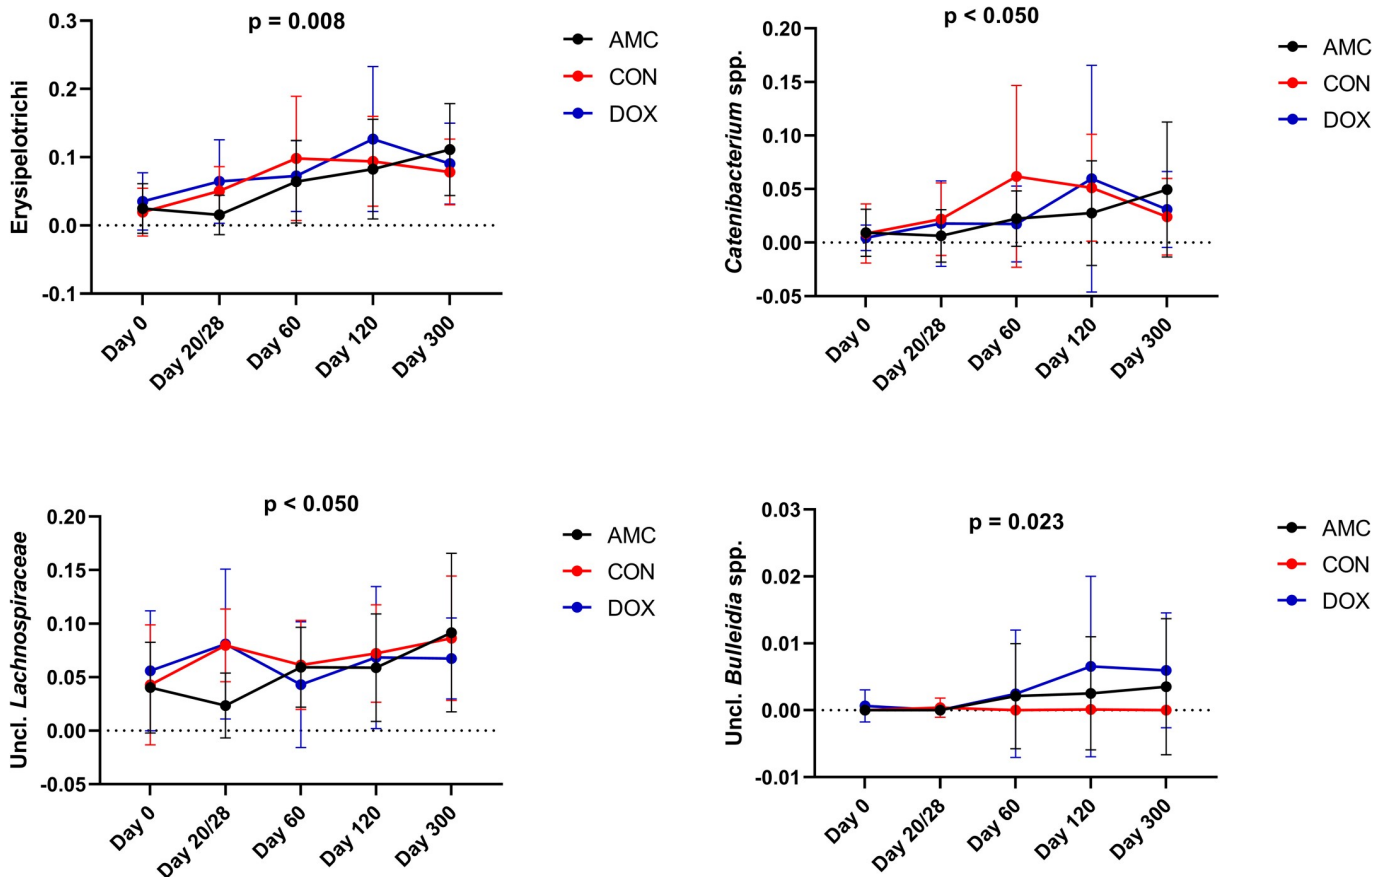 p = 0.008
Erysipelotrichi
0.3
0.2
0.1
0.0
-0.1
Day 0
Day 20/28
Day 60
Day 120
Day 300
AMC
CON
DOX
p < 0.050
Catenibacterium spp.
0.20
0.15
0.10
0.05
0.00
-0.05
Day 0
Day 20/28
Day 60
Day 120
Day 300
AMC
CON
DOX
p < 0.050
Uncl. Lachnospiraceae
0.20
0.15
0.10
0.05
0.00
-0.05
Day 0
Day 20/28
Day 60
Day 120
Day 300
AMC
CON
DOX
p = 0.023
Uncl. Bulleidia spp.
0.03
0.02
0.01
0.00
-0.01
Day 0
Day 20/28
Day 60
Day 120
Day 300
AMC
CON
DOX